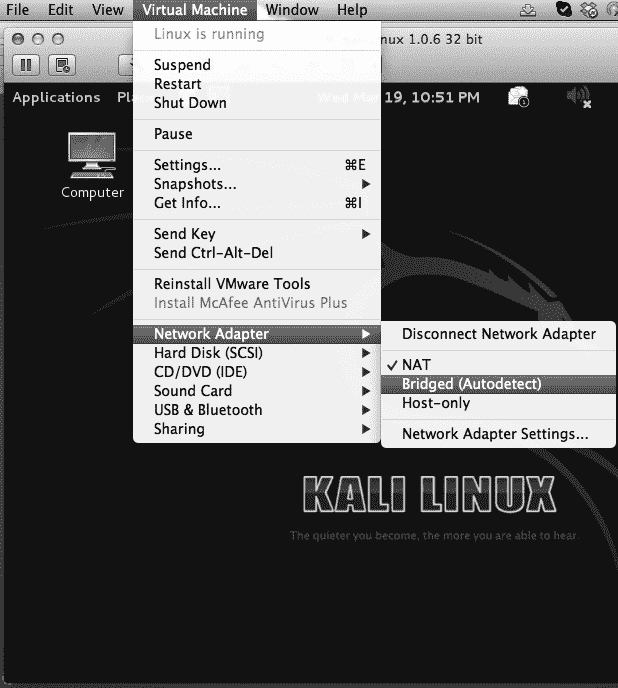 File Edit View Virtual Machine Window Help
Linux is running
nux 1.0.6 32 bit
Suspend
Restart
Shut Down
Applications
Mar 19, 10:51 PM
Pause
Computer
Settings... ⌘E
Snapshots...
Get Info... ⌘I
Send Key
Send Ctrl-Alt-Del
Reinstall VMware Tools
Install McAfee AntiVirus Plus
Network Adapter
Hard Disk (SCSI)
CD/DVD (IDE)
Sound Card
USB & Bluetooth
Sharing
Disconnect Network Adapter
✓ NAT
Bridged (Autodetect)
Host-only
Network Adapter Settings...
KALI LINUX
The quieter you become, the more you are able to hear.